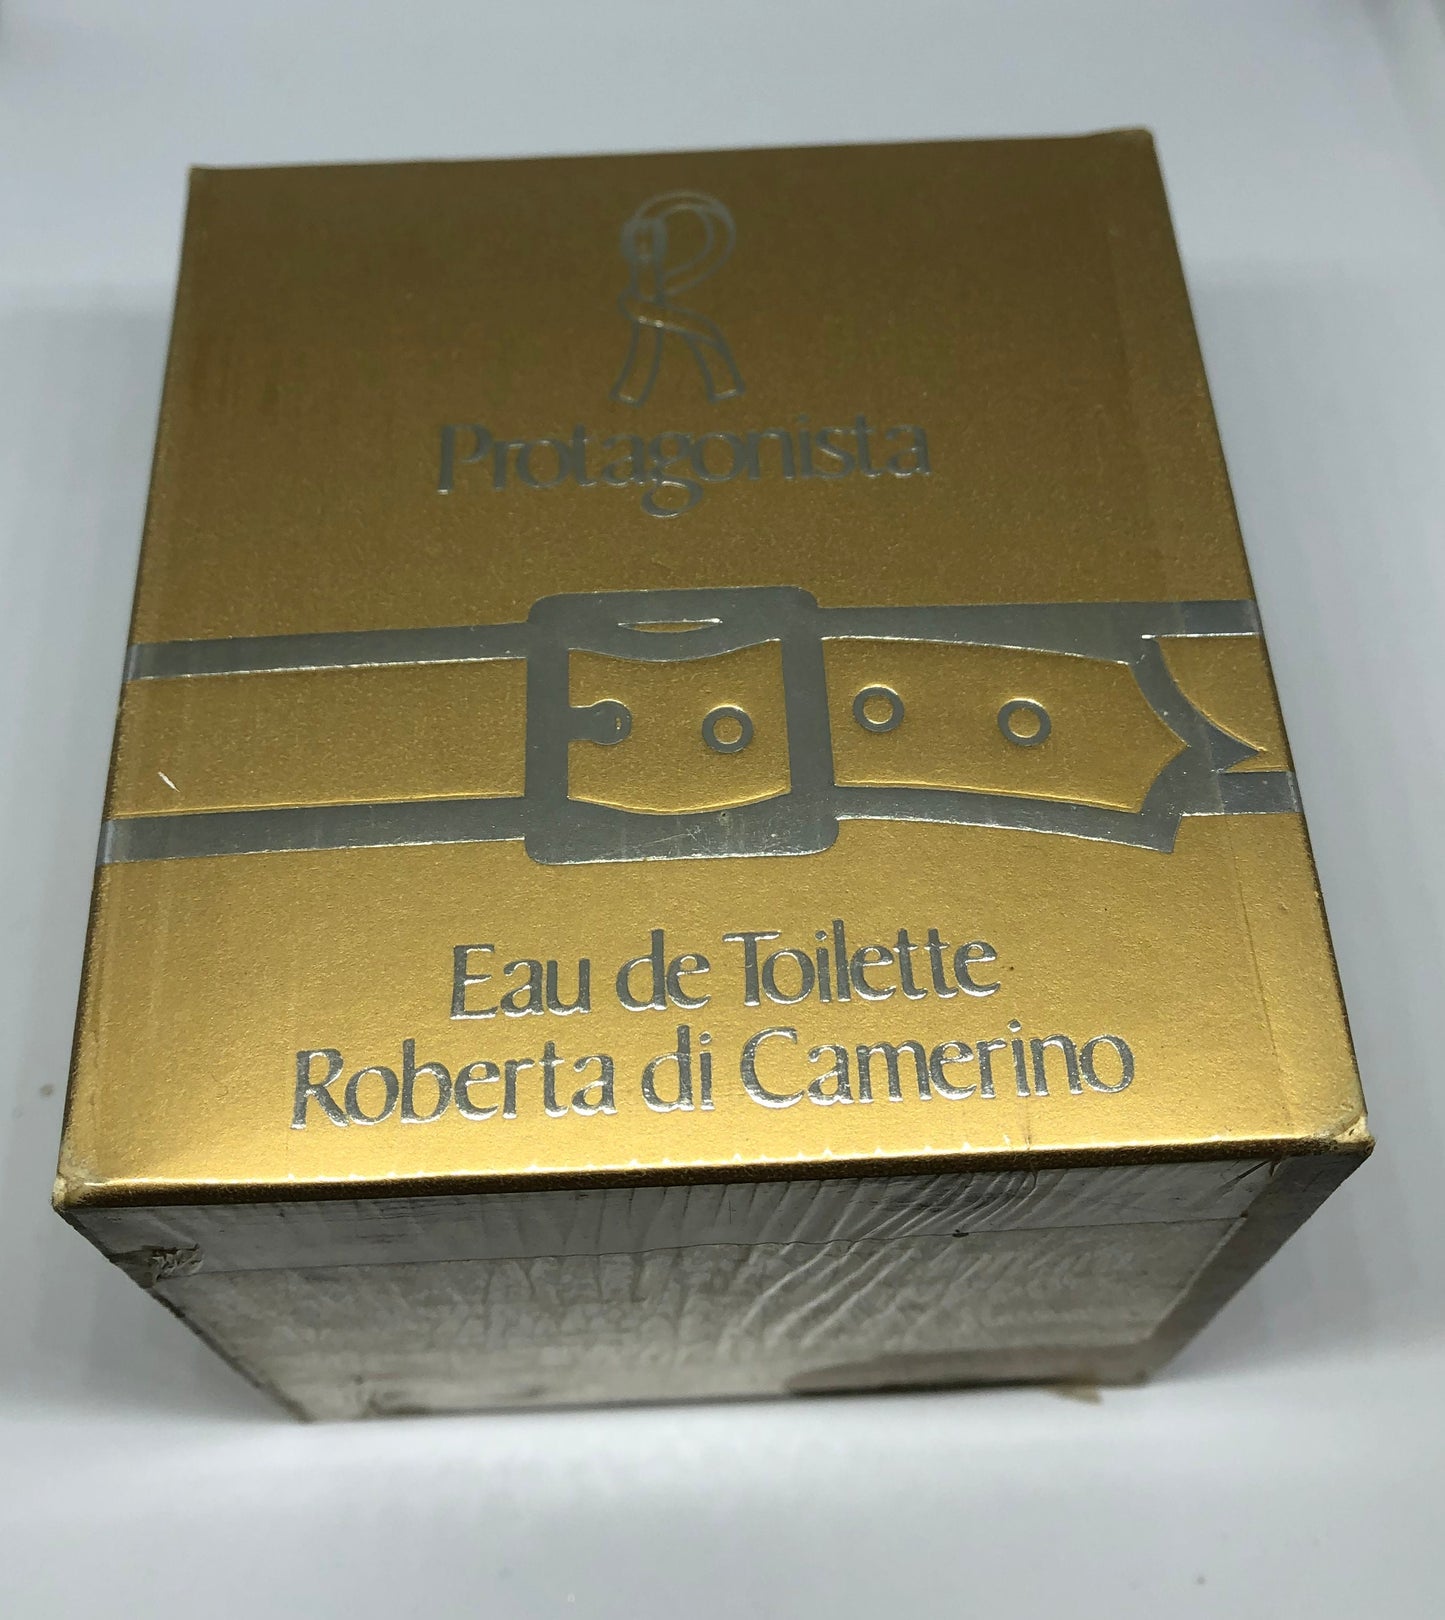 R
Protagonista
Eau de Toilette
Roberta di Camerino